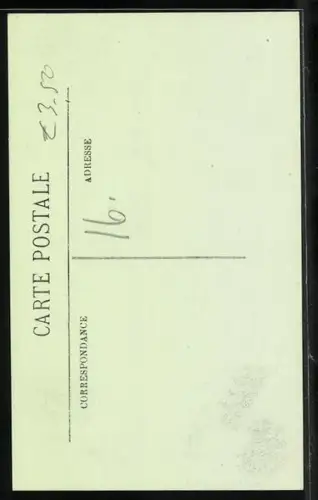 €3.50
CARTE POSTALE
CORRESPONDANCE
ADRESSE
16.